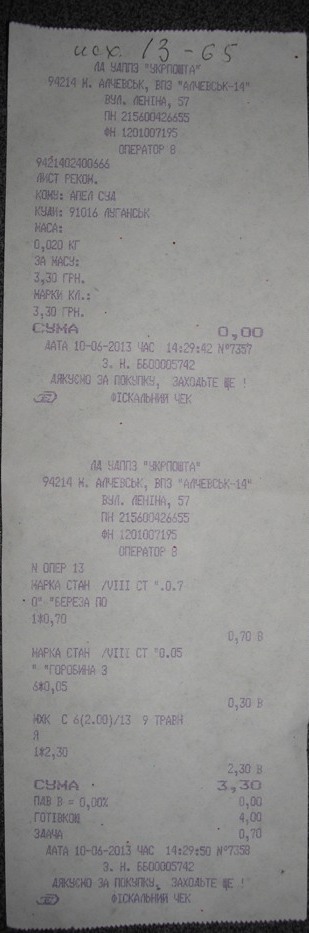 исх. 13-65
ЛД УДППЗ "УКРПОШТА"
94214 М. АЛЧЕВСЬК, ВПЗ "АЛЧЕВСЬК-14"
ВУЛ. ЛЕНІНА, 57
ПН 215600426655
ФН 1201007195
ОПЕРАТОР 8
9421402400666
ЛИСТ РЕКОМ.
КОМУ: АПЕЛ СУД
КУДИ: 91016 ЛУГАНСЬК
МАСА:
0,020 КГ
ЗА МАСУ:
3,30 ГРН.
МАРКИ КЛ.:
3,30 ГРН.
СУМА 0,00
ДАТА 10-06-2013 ЧАС 14:29:42 №7357
З. Н. ББ00005742
ДЯКУЄМО ЗА ПОКУПКУ, ЗАХОДЬТЕ ЩЕ !
ФІСКАЛЬНИЙ ЧЕК
ЛД УДППЗ "УКРПОШТА"
94214 М. АЛЧЕВСЬК, ВПЗ "АЛЧЕВСЬК-14"
ВУЛ. ЛЕНІНА, 57
ПН 215600426655
ФН 1201007195
ОПЕРАТОР 8
N ОПЕР 13
МАРКА СТАН /VIII СТ ".0.7
0" "БЕРЕЗА ПО
1*0,70
0,70 В
МАРКА СТАН /VIII СТ "0.05
" "ГОРОБИНА З
6*0,05
0,30 В
МХК С 6(2.00)/13 9 ТРАВН
Я
1*2,30
2,30 В
СУМА 3,30
ПДВ В = 0,00% 0,00
ГОТІВКОЮ 4,00
ЗДАЧА 0,70
ДАТА 10-06-2013 ЧАС 14:29:50 №7358
З. Н. ББ00005742
ДЯКУЄМО ЗА ПОКУПКУ, ЗАХОДЬТЕ ЩЕ !
ФІСКАЛЬНИЙ ЧЕК